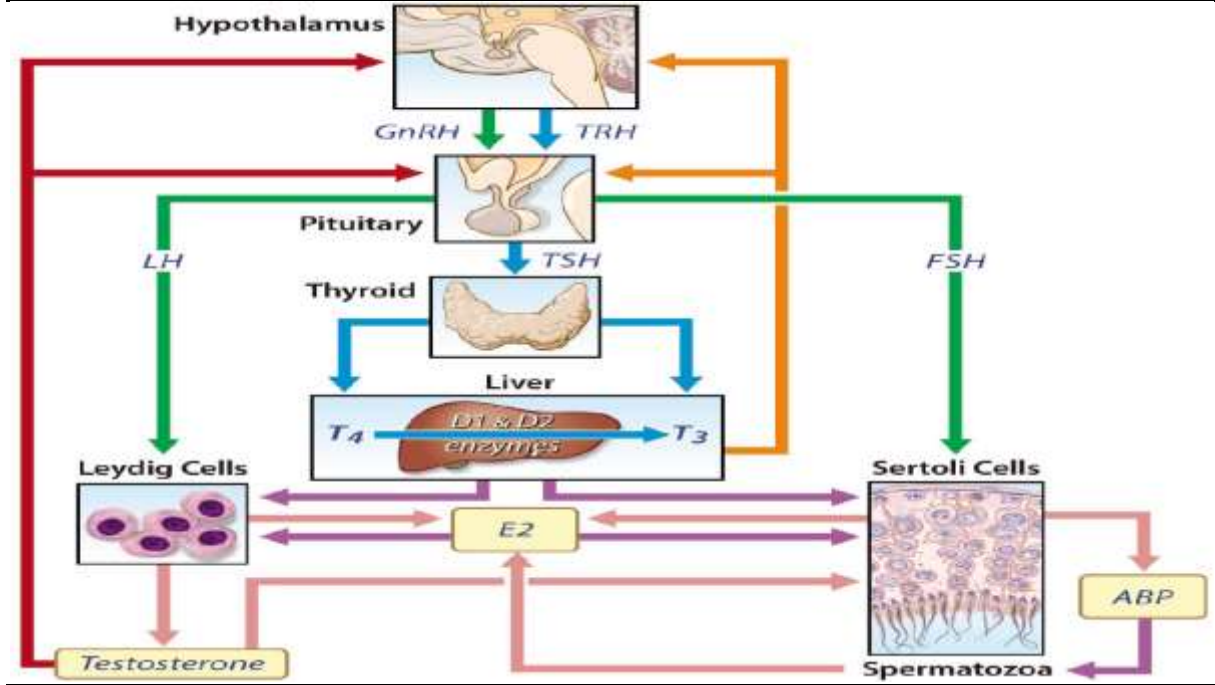 Hypothalamus
GnRH
TRH
Pituitary
LH
TSH
FSH
Thyroid
Liver
T4
D1 & D2
enzymes
T3
Leydig Cells
Sertoli Cells
E2
ABP
Testosterone
Spermatozoa